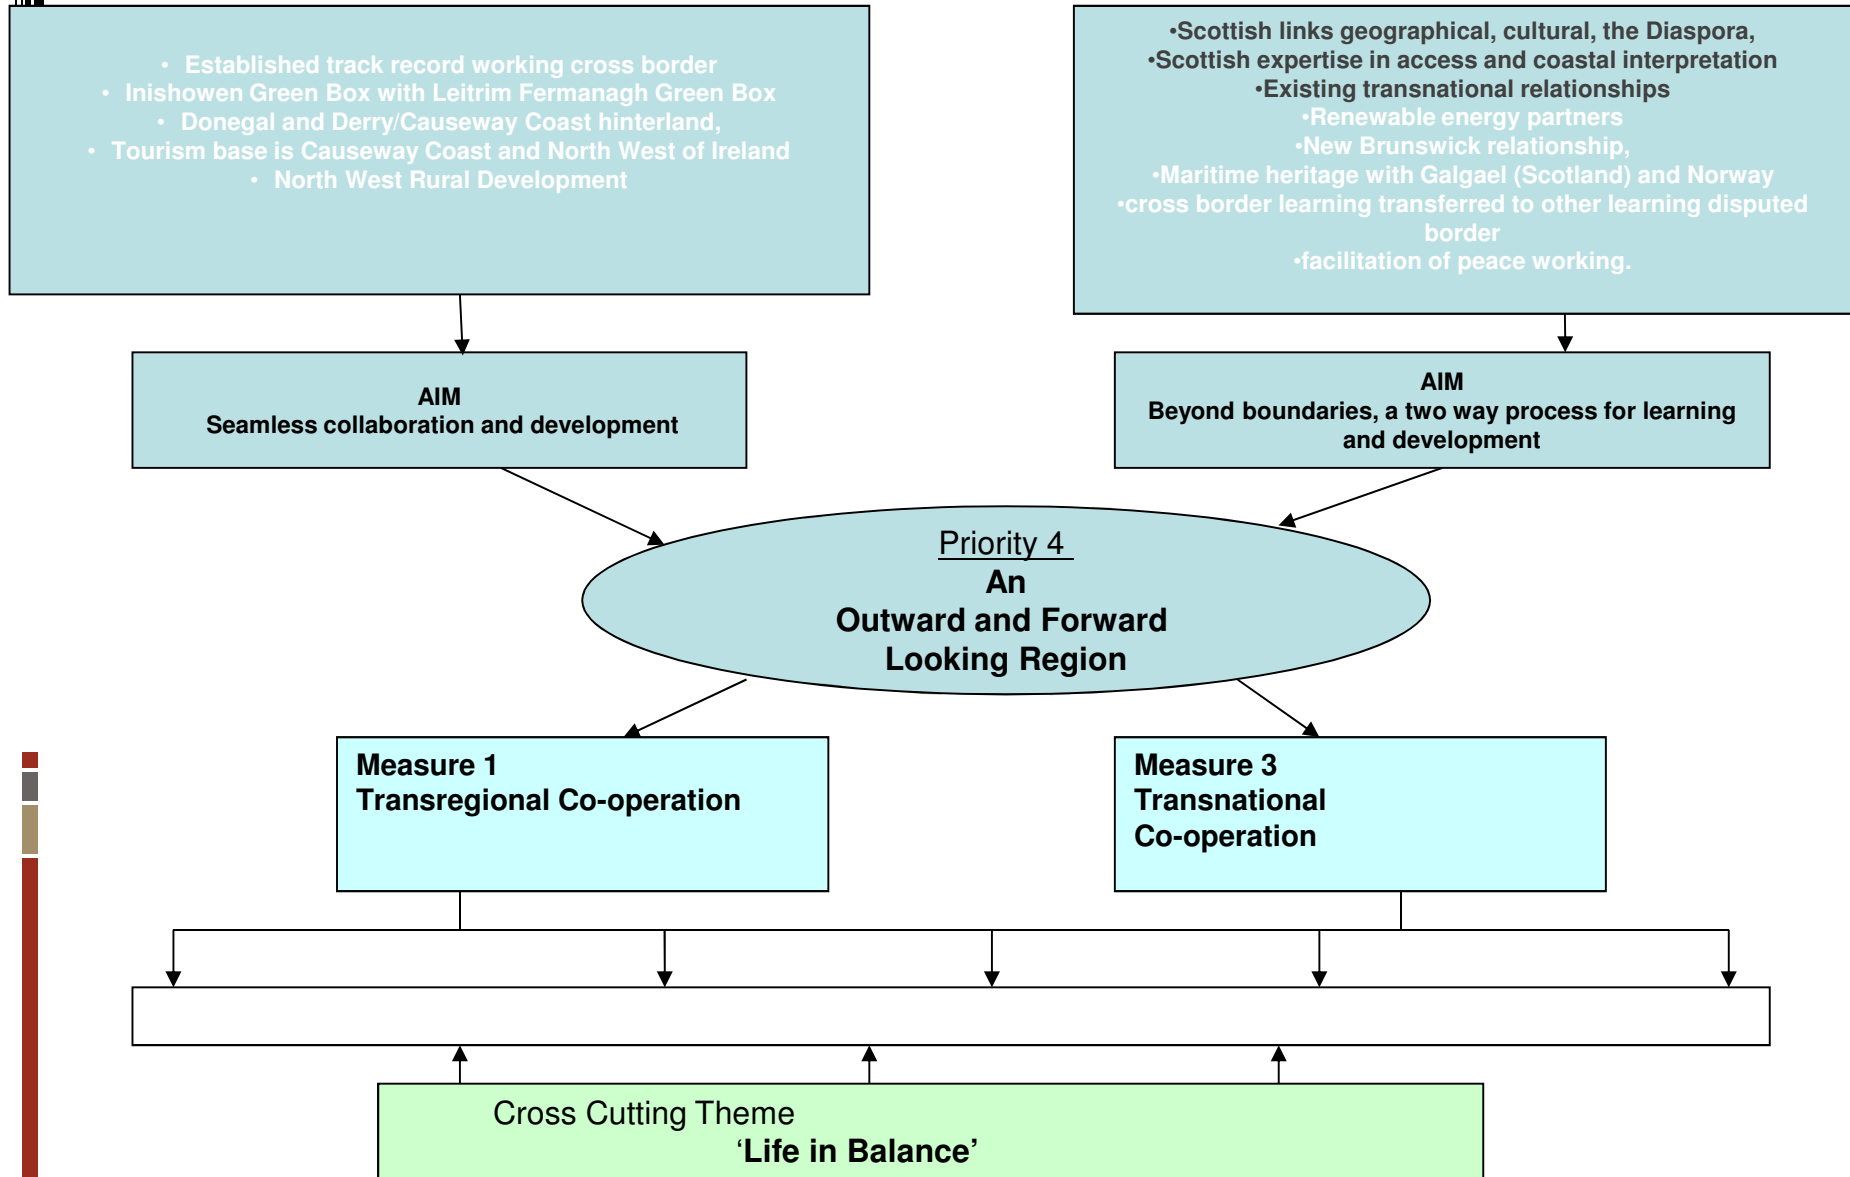 • Established track record working cross border
• Inishowen Green Box with Leitrim Fermanagh Green Box
• Donegal and Derry/Causeway Coast hinterland,
• Tourism base is Causeway Coast and North West of Ireland
• North West Rural Development
•Scottish links geographical, cultural, the Diaspora,
•Scottish expertise in access and coastal interpretation
•Existing transnational relationships
•Renewable energy partners
•New Brunswick relationship,
•Maritime heritage with Galgael (Scotland) and Norway
•cross border learning transferred to other learning disputed
border
•facilitation of peace working.
AIM
Seamless collaboration and development
AIM
Beyond boundaries, a two way process for learning
and development
Priority 4
An
Outward and Forward
Looking Region
Measure 1
Transregional Co-operation
Measure 3
Transnational
Co-operation
Cross Cutting Theme
‘Life in Balance’